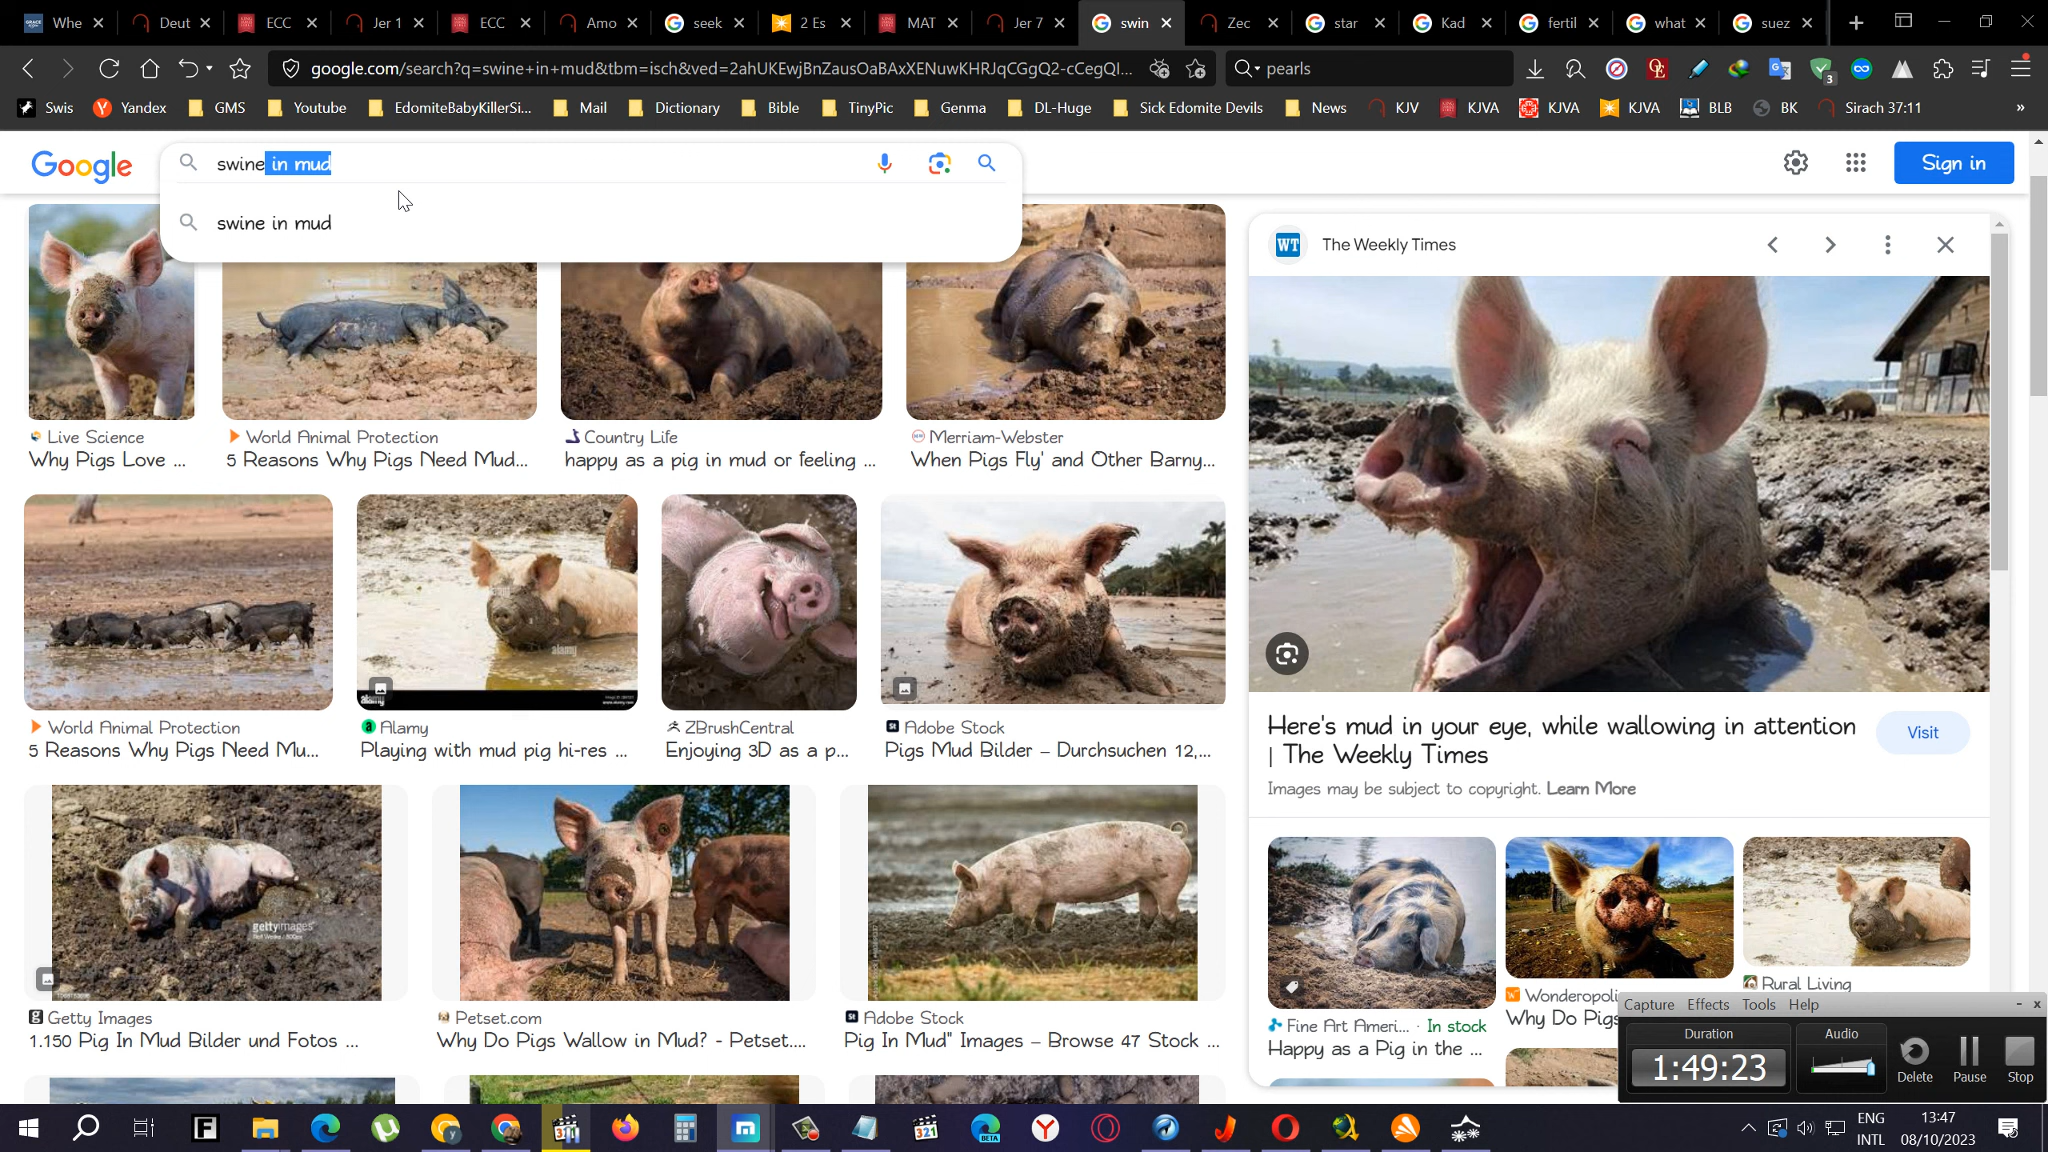 Whe Deut ECC Jer 1 ECC Amo seek 2 Es MAT Jer 7 swin Zec star Kad fertil what suez
google.com/search?q=swine+in+mud&tbm=isch&ved=2ahUKEwjBnZausOaBAxXENuwKHRJqCGgQ2-cCegQI... pearls
3
Swis Yandex GMS Youtube EdomiteBabyKillerSi... Mail Dictionary Bible TinyPic Genma DL-Huge Sick Edomite Devils News KJV KJVA KJVA KJVA BLB BK Sirach 37:11 »
Google swine in mud Sign in
swine in mud
WT The Weekly Times
Live Science World Animal Protection Country Life Merriam-Webster
Why Pigs Love ... 5 Reasons Why Pigs Need Mud... happy as a pig in mud or feeling ... When Pigs Fly' and Other Barny...
alamy
alamy
World Animal Protection Alamy ZBrushCentral Adobe Stock
5 Reasons Why Pigs Need Mu... Playing with mud pig hi-res ... Enjoying 3D as a p... Pigs Mud Bilder – Durchsuchen 12,...
Here's mud in your eye, while wallowing in attention
| The Weekly Times
Visit
Images may be subject to copyright. Learn More
gettyimages
Getty Images Petset.com Adobe Stock
1.150 Pig In Mud Bilder und Fotos ... Why Do Pigs Wallow in Mud? - Petset.... Pig In Mud" Images – Browse 47 Stock ...
Fine Art Ameri... · In stock
Happy as a Pig in the ...
Wonderopoli
Why Do Pigs
Rural Living
Capture Effects Tools Help
Duration Audio
1:49:23 Delete Pause Stop
321
BETA
ENG
INTL
13:47
08/10/2023